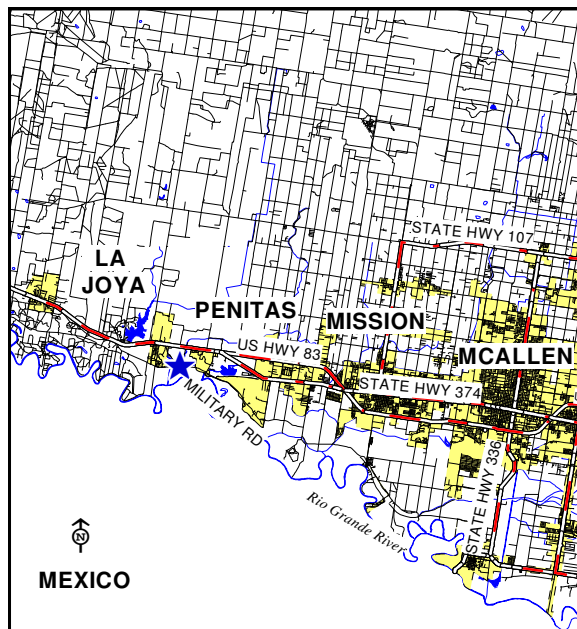 STATE HWY 107
LA
JOYA
PENITAS
MISSION
US HWY 83
MCALLEN
STATE HWY 374
MILITARY RD
STATE HWY 336
Rio Grande River
N
MEXICO